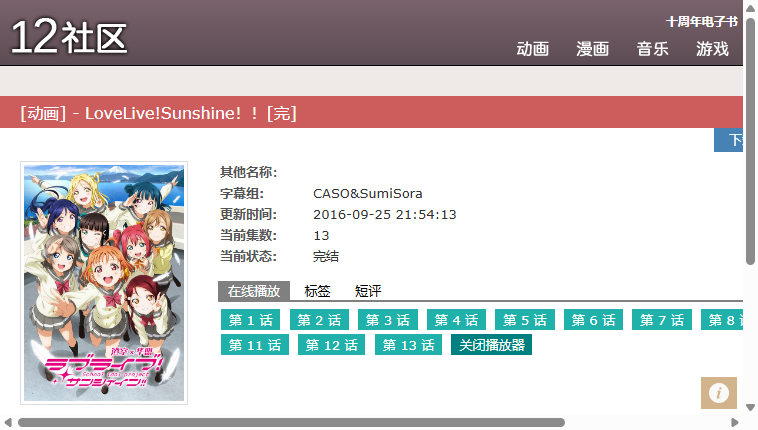 十周年电子书
12社区
动画 漫画 音乐 游戏
[动画] - LoveLive!Sunshine!！[完]
其他名称:
字幕组: CASO&SumiSora
更新时间: 2016-09-25 21:54:13
当前集数: 13
当前状态: 完结
在线播放 标签 短评
第 1 话 第 2 话 第 3 话 第 4 话 第 5 话 第 6 话 第 7 话 第 8
第 11 话 第 12 话 第 13 话 关闭播放器
ラブライブ!
School idol project
サンシャイン!!
i